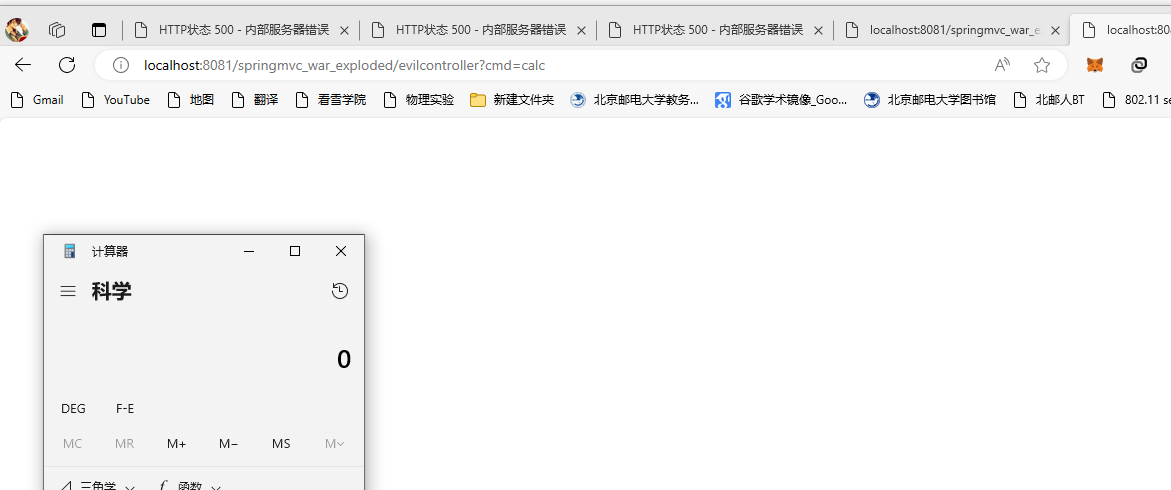 HTTP状态 500 - 内部服务器错误 HTTP状态 500 - 内部服务器错误 HTTP状态 500 - 内部服务器错误 localhost:8081/springmvc_war_e localhost:808
localhost:8081/springmvc_war_exploded/evilcontroller?cmd=calc
Gmail YouTube 地图 翻译 看雪学院 物理实验 新建文件夹 北京邮电大学教务... 谷歌学术镜像_Goo... 北京邮电大学图书馆 北邮人BT 802.11 se
计算器
科学
0
DEG F-E
MC MR M+ M− MS M
三角学 f 函数